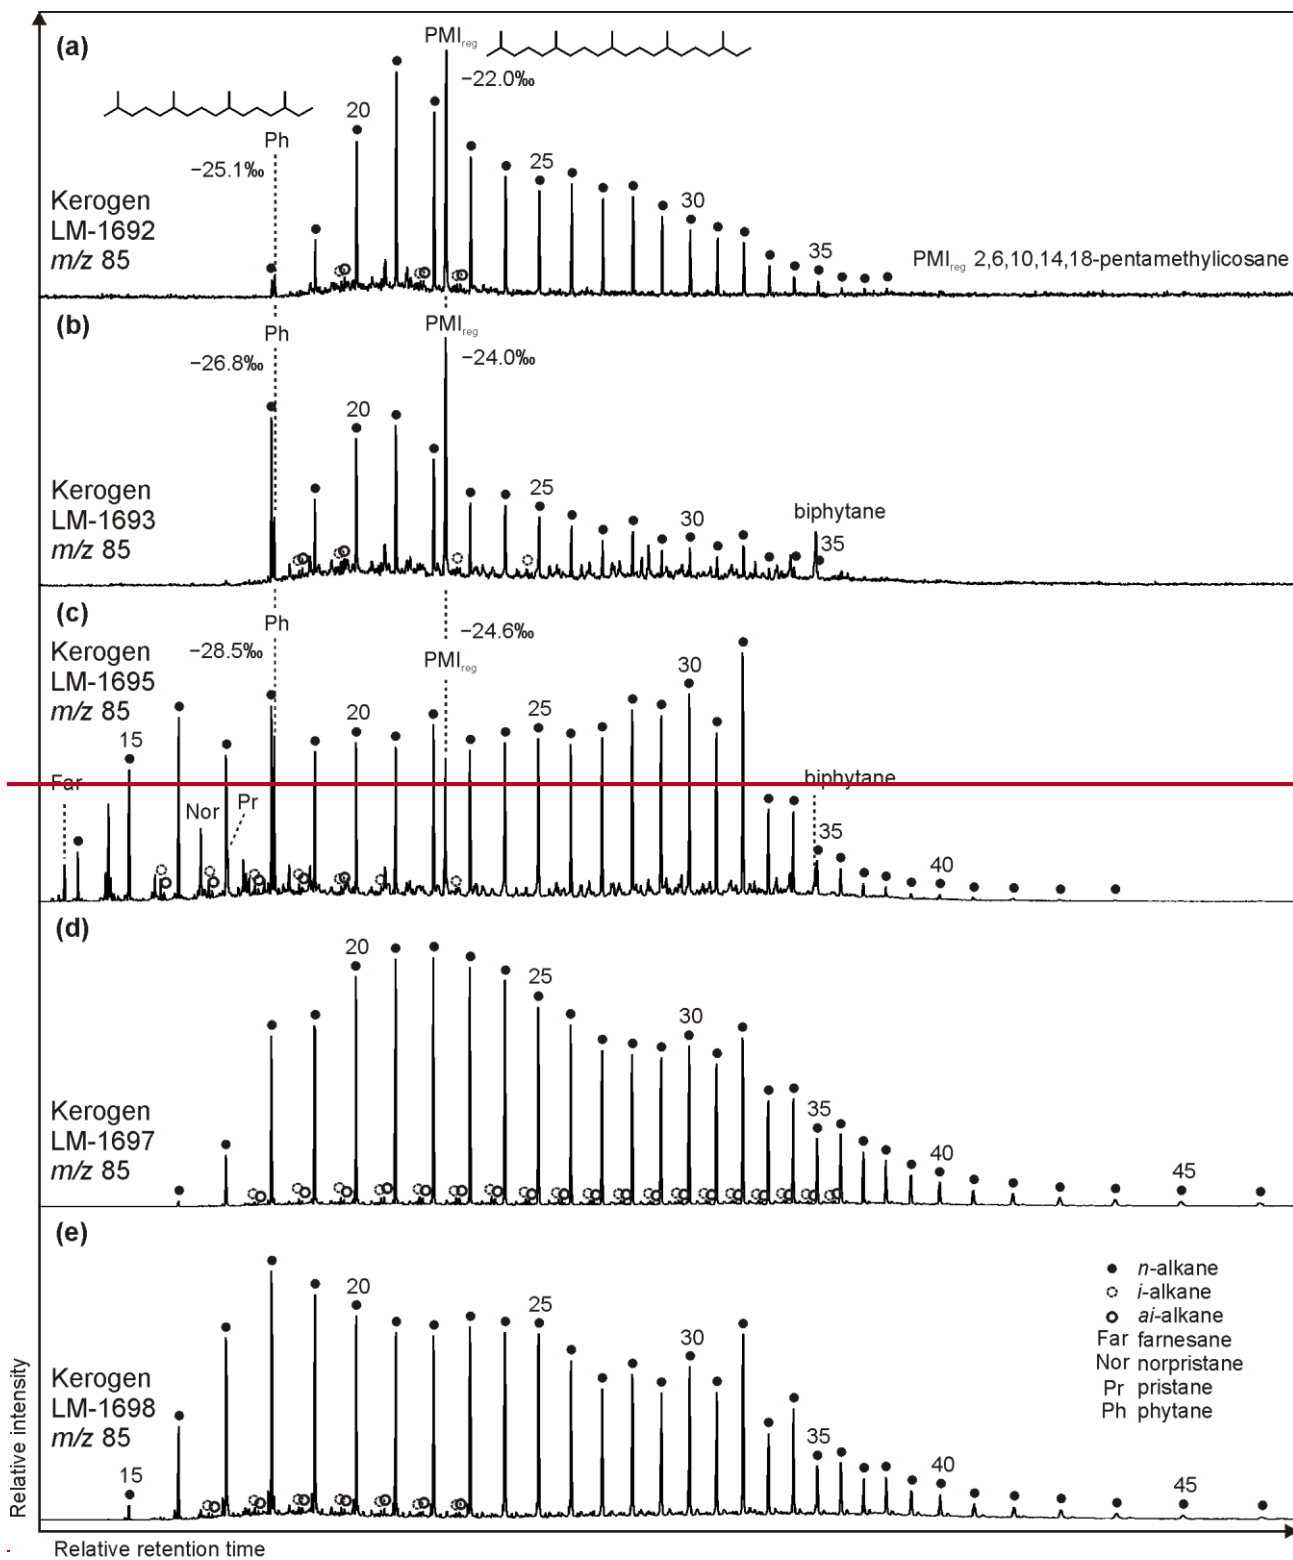 (a)
PMIreg
−22.0‰
20
Ph
−25.1‰
25
Kerogen
LM-1692
m/z 85
30
35
PMIreg 2,6,10,14,18-pentamethylicosane
(b)
Ph
PMIreg
−26.8‰
−24.0‰
20
Kerogen
LM-1693
m/z 85
25
30
biphytane
35
(c)
Ph
−28.5‰
−24.6‰
PMIreg
Kerogen
LM-1695
m/z 85
30
20
25
15
Far
Nor
Pr
biphytane
35
40
(d)
20
25
30
Kerogen
LM-1697
m/z 85
35
40
45
(e)
20
25
30
Kerogen
LM-1698
m/z 85
15
35
40
45
n-alkane
i-alkane
ai-alkane
Far farnesane
Nor norpristane
Pr pristane
Ph phytane
Relative intensity
Relative retention time